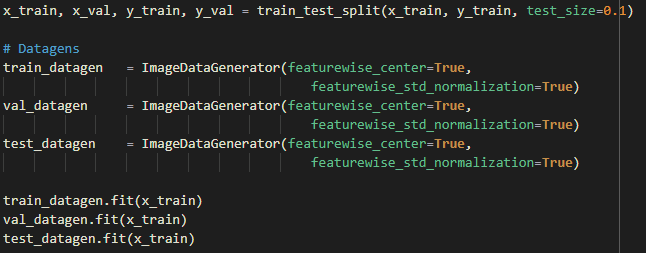 x_train, x_val, y_train, y_val = train_test_split(x_train, y_train, test_size=0.1)
# Datagens
train_datagen   = ImageDataGenerator(featurewise_center=True,
                                     featurewise_std_normalization=True)
val_datagen     = ImageDataGenerator(featurewise_center=True,
                                     featurewise_std_normalization=True)
test_datagen    = ImageDataGenerator(featurewise_center=True,
                                     featurewise_std_normalization=True)
train_datagen.fit(x_train)
val_datagen.fit(x_train)
test_datagen.fit(x_train)